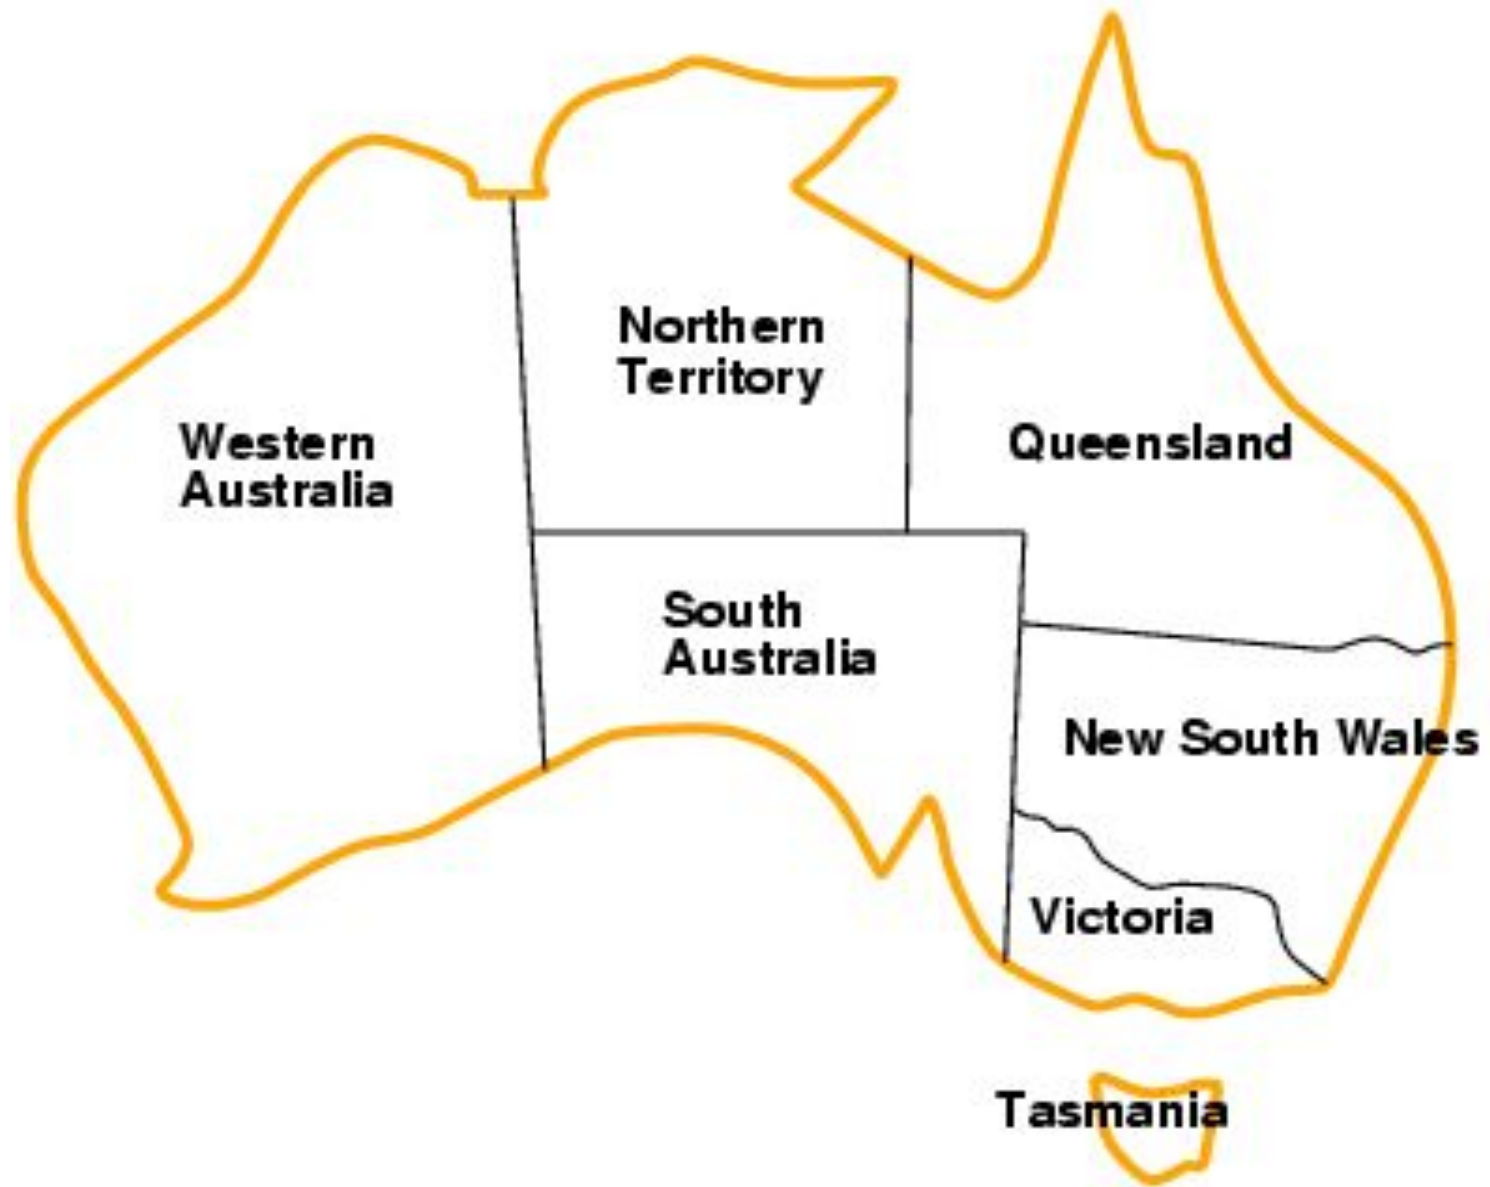 Northern
Territory
Western
Australia
Queensland
South
Australia
New South Wales
Victoria
Tasmania